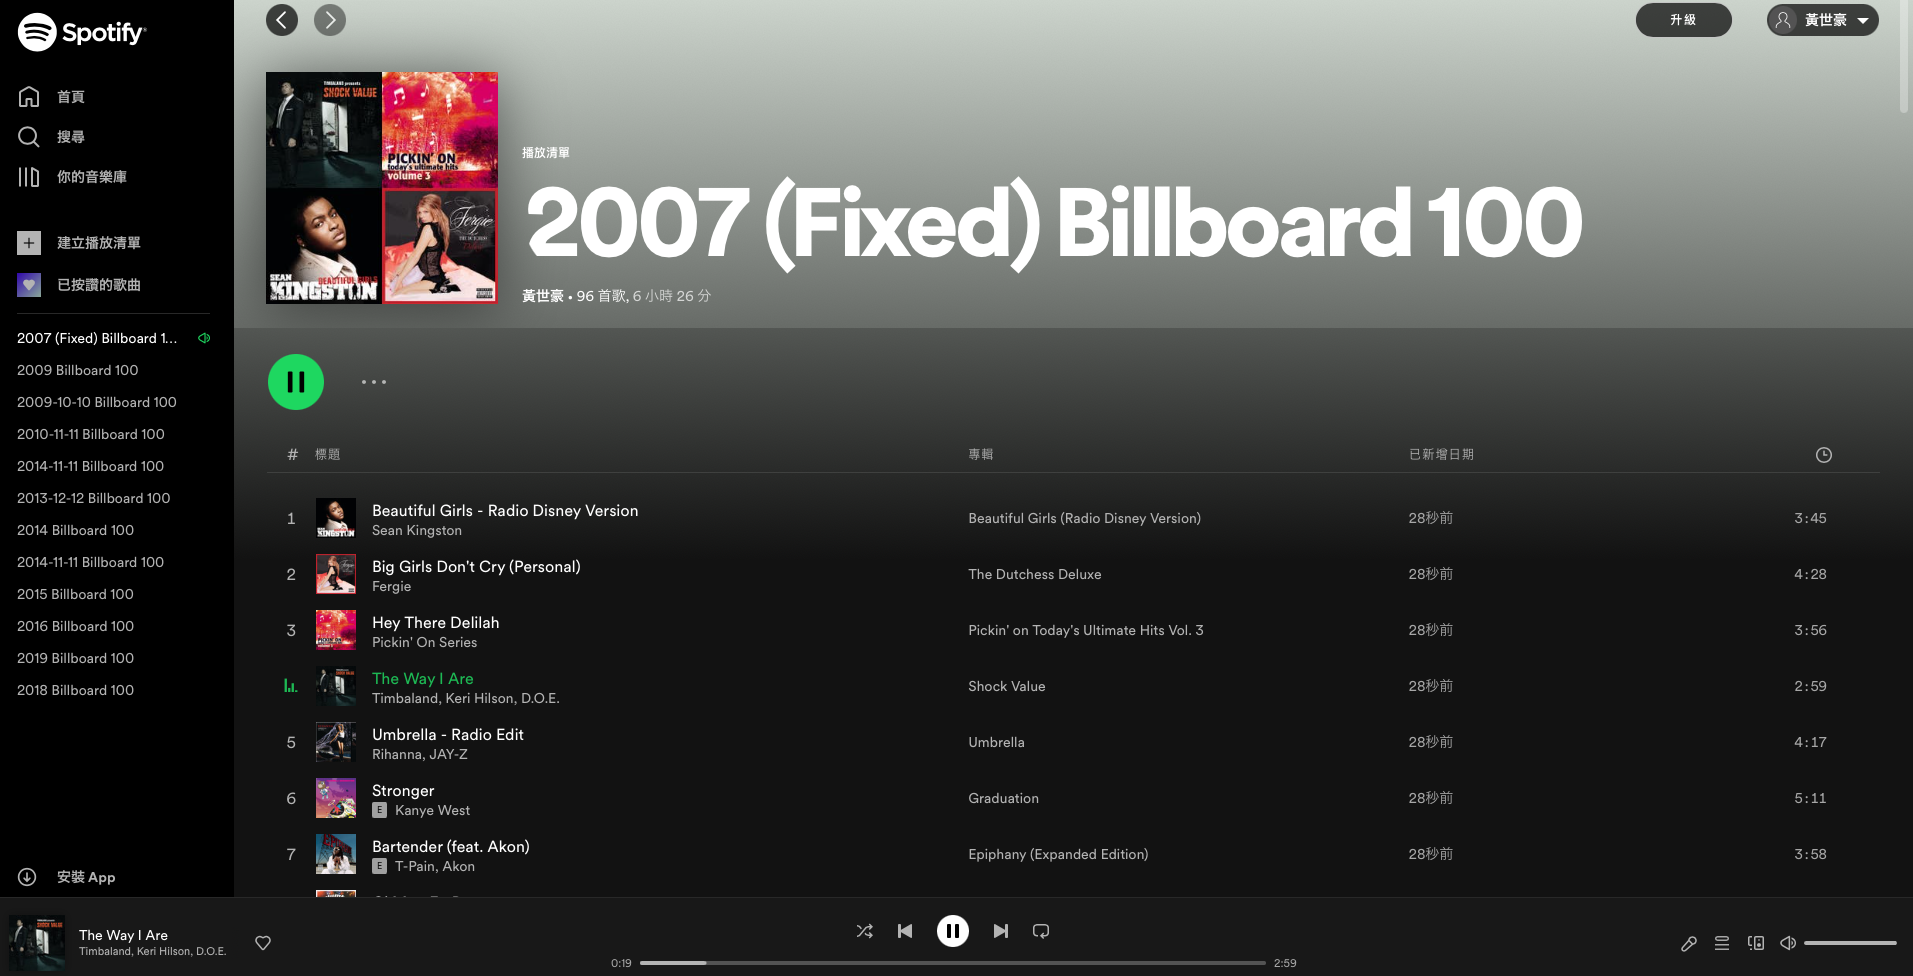 Spotify
首頁
搜尋
你的音樂庫
建立播放清單
已按讚的歌曲
2007 (Fixed) Billboard 1...
2009 Billboard 100
2009-10-10 Billboard 100
2010-11-11 Billboard 100
2014-11-11 Billboard 100
2013-12-12 Billboard 100
2014 Billboard 100
2014-11-11 Billboard 100
2015 Billboard 100
2016 Billboard 100
2019 Billboard 100
2018 Billboard 100
安裝 App
升級
黃世豪
TIMBALAND presents
SHOCK VALUE
PICKIN' ON
today's ultimate hits
volume 3
SEAN
KINGSTON
BEAUTIFUL GIRLS
Fergie
THE DUTCHESS
播放清單
2007 (Fixed) Billboard 100
黃世豪 • 96 首歌, 6 小時 26 分
# 標題 專輯 已新增日期
1 Beautiful Girls - Radio Disney Version Beautiful Girls (Radio Disney Version) 28秒前 3:45
Sean Kingston
2 Big Girls Don't Cry (Personal) The Dutchess Deluxe 28秒前 4:28
Fergie
3 Hey There Delilah Pickin' on Today's Ultimate Hits Vol. 3 28秒前 3:56
Pickin' On Series
The Way I Are Shock Value 28秒前 2:59
Timbaland, Keri Hilson, D.O.E.
5 Umbrella - Radio Edit Umbrella 28秒前 4:17
Rihanna, JAY-Z
6 Stronger Graduation 28秒前 5:11
E Kanye West
7 Bartender (feat. Akon) Epiphany (Expanded Edition) 28秒前 3:58
E T-Pain, Akon
The Way I Are
Timbaland, Keri Hilson, D.O.E.
0:19 2:59